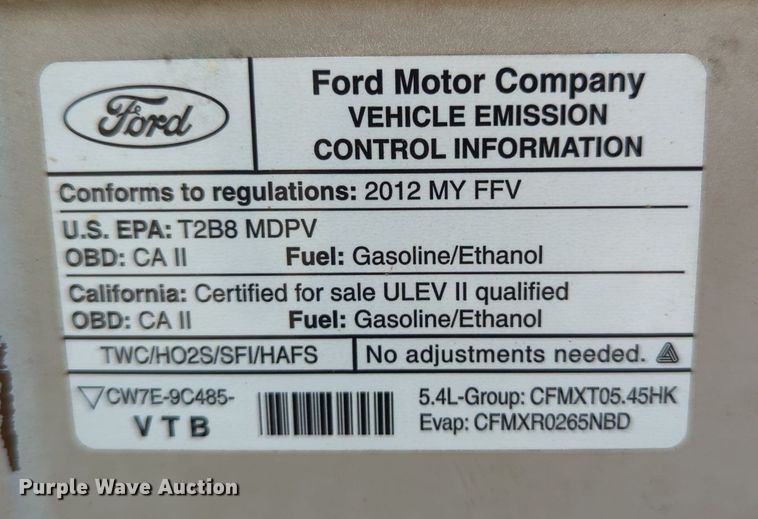 Ford
Ford Motor Company
VEHICLE EMISSION
CONTROL INFORMATION
Conforms to regulations: 2012 MY FFV
U.S. EPA: T2B8 MDPV
OBD: CA II Fuel: Gasoline/Ethanol
California: Certified for sale ULEV II qualified
OBD: CA II Fuel: Gasoline/Ethanol
TWC/HO2S/SFI/HAFS No adjustments needed.
CW7E-9C485- 5.4L-Group: CFMXT05.45HK
VTB Evap: CFMXR0265NBD
Purple Wave Auction